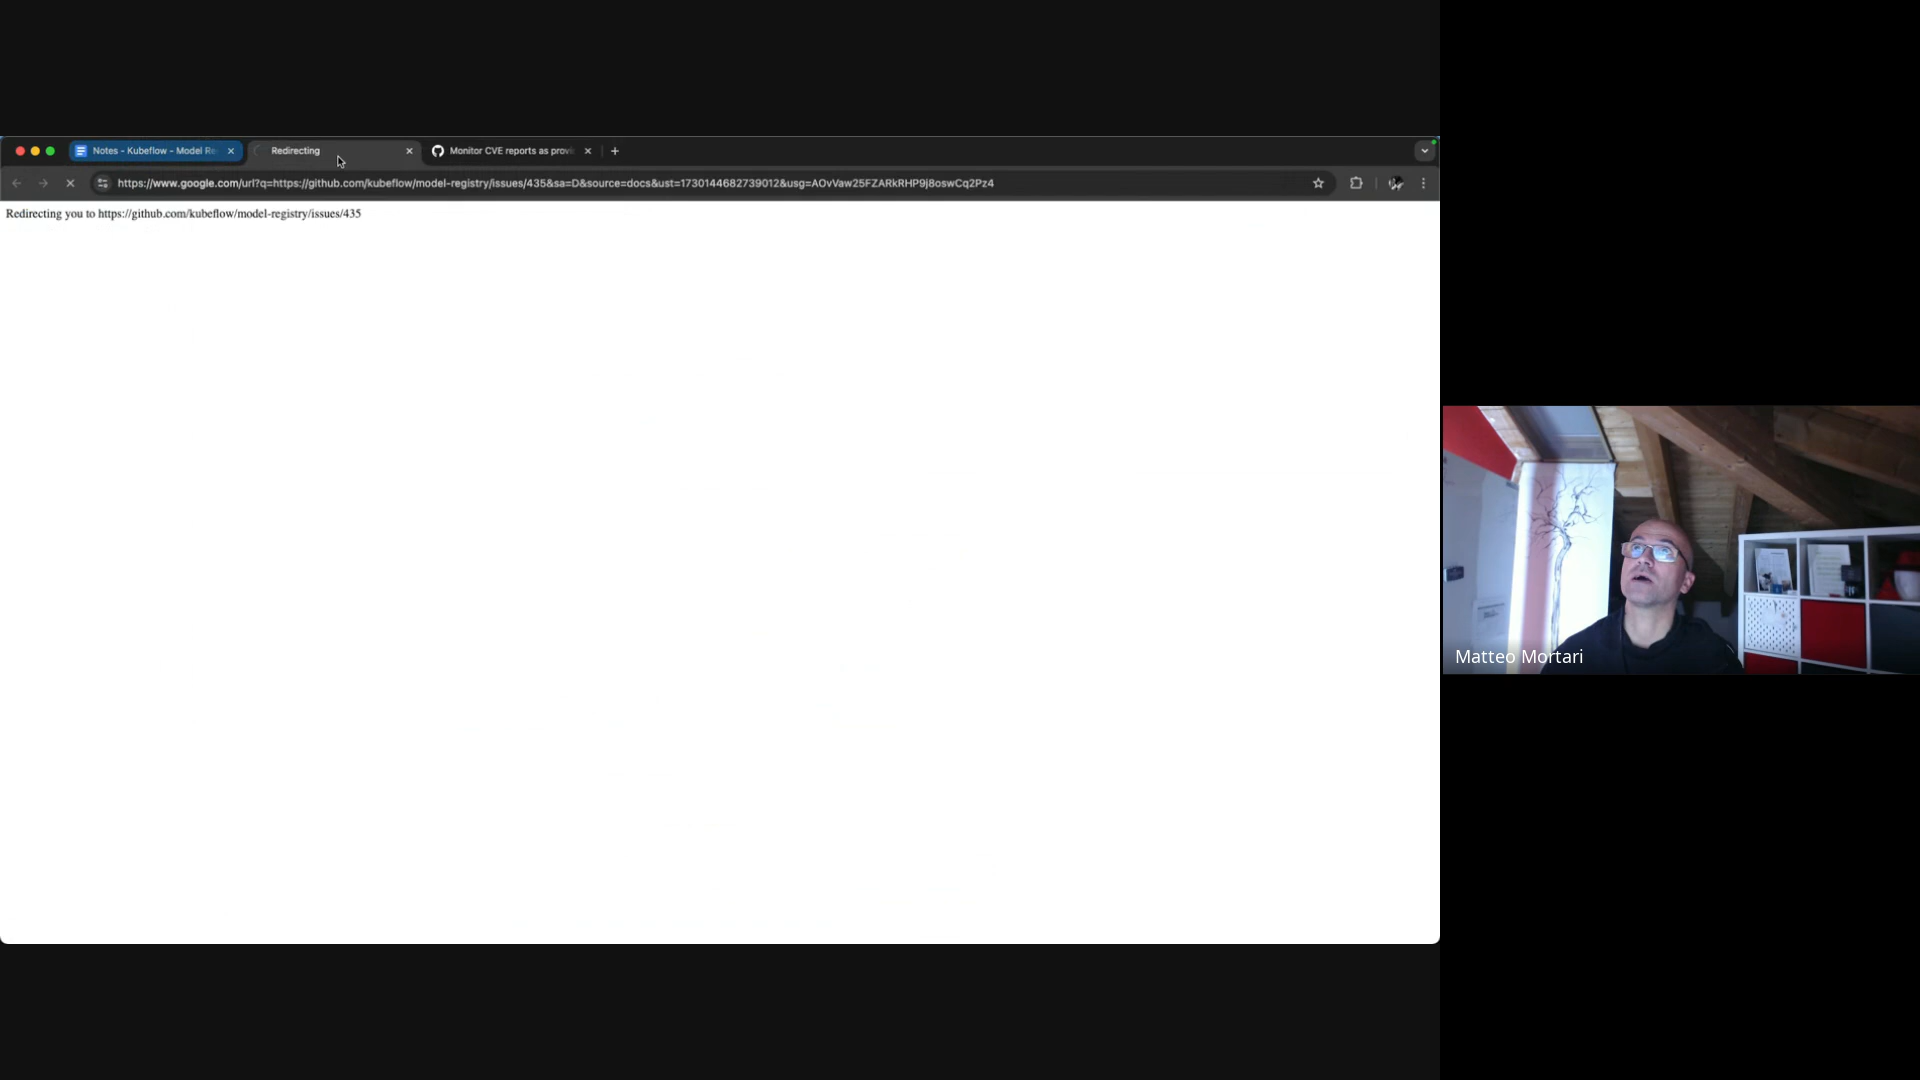 Notes - Kubeflow - Model Re
Redirecting
Monitor CVE reports as provi
https://www.google.com/url?q=https://github.com/kubeflow/model-registry/issues/435&sa=D&source=docs&ust=1730144682739012&usg=AOvVaw25FZARkRHP9j8oswCq2Pz4
Redirecting you to https://github.com/kubeflow/model-registry/issues/435
Matteo Mortari